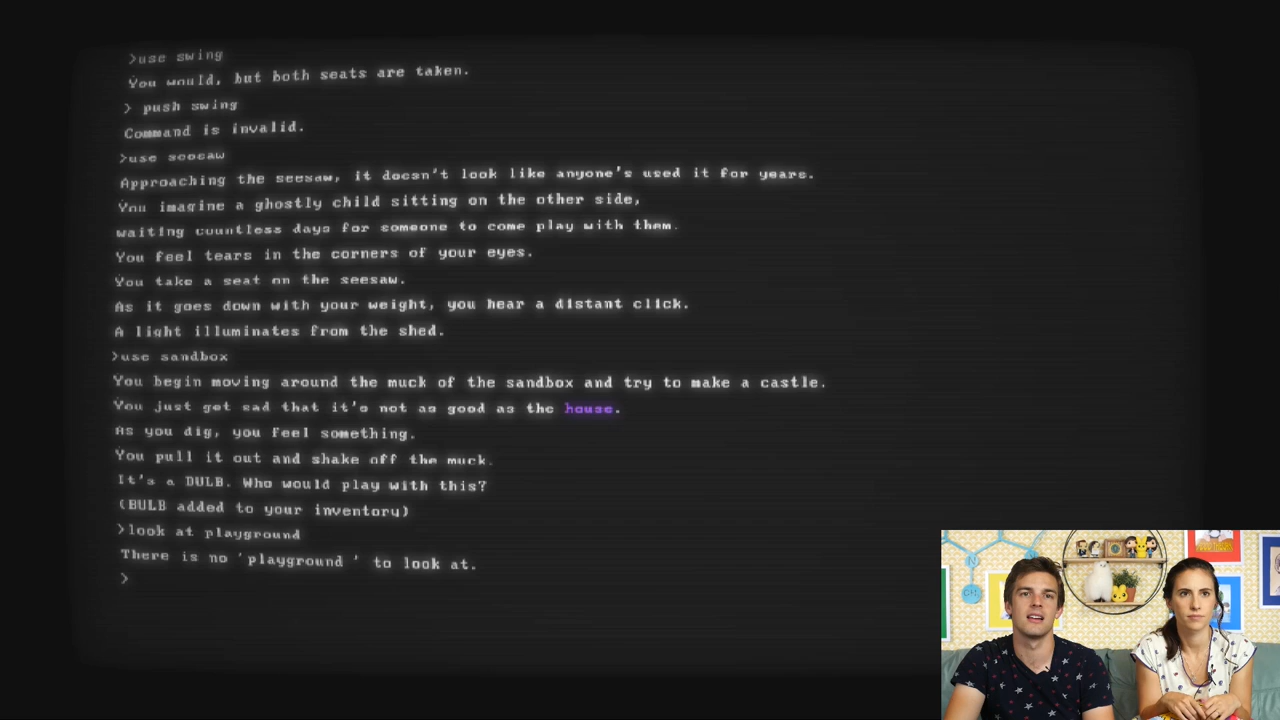 >use swing
You would, but both seats are taken.
> push swing
Command is invalid.
>use seesaw
Approaching the seesaw, it doesn't look like anyone's used it for years.
You imagine a ghostly child sitting on the other side,
waiting countless days for someone to come play with them.
You feel tears in the corners of your eyes.
You take a seat on the seesaw.
As it goes down with your weight, you hear a distant click.
A light illuminates from the shed.
>use sandbox
You begin moving around the muck of the sandbox and try to make a castle.
You just get sad that it's not as good as the house.
As you dig, you feel something.
You pull it out and shake off the muck.
It's a BULB. Who would play with this?
(BULB added to your inventory)
>look at playground
There is no 'playground ' to look at.
>